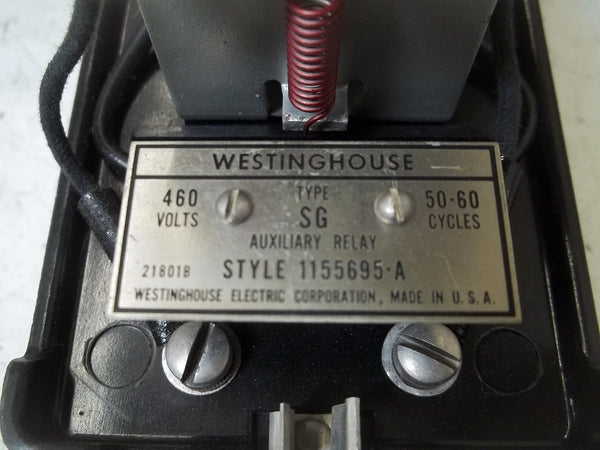 WESTINGHOUSE
460 TYPE 50-60
VOLTS SG CYCLES
AUXILIARY RELAY
21801B STYLE 1155695-A
WESTINGHOUSE ELECTRIC CORPORATION, MADE IN U.S.A.